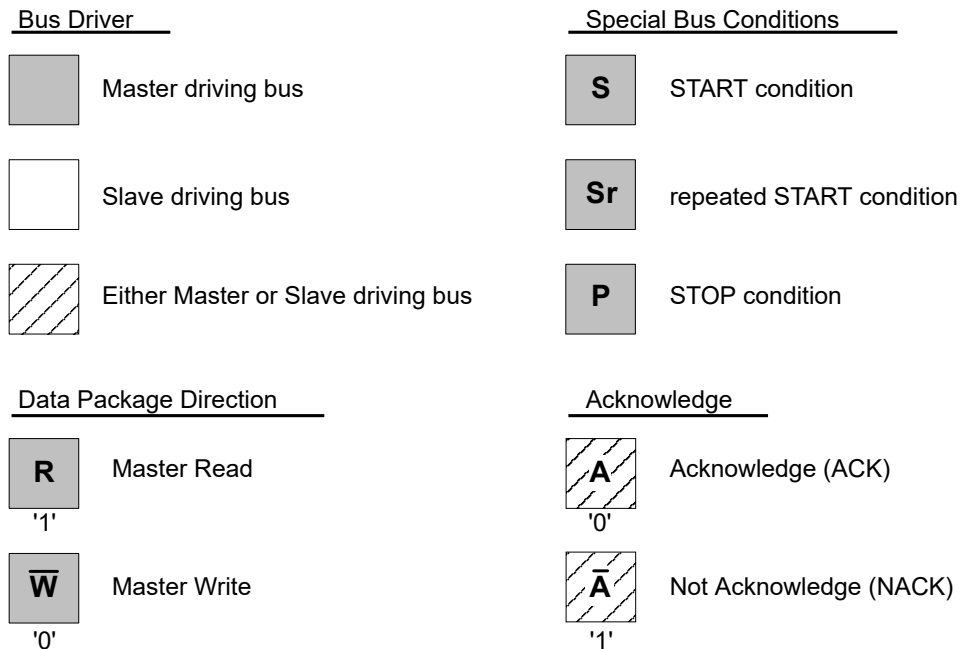 Bus Driver
Master driving bus
Slave driving bus
Either Master or Slave driving bus
Special Bus Conditions
S START condition
Sr repeated START condition
P STOP condition
Data Package Direction
R Master Read
'1'
W̅ Master Write
'0'
Acknowledge
A Acknowledge (ACK)
'0'
A̅ Not Acknowledge (NACK)
'1'